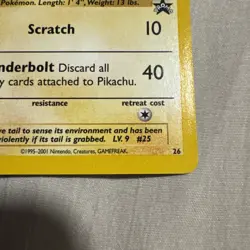 Pokémon. Length: 1' 4", Weight: 13 lbs.
Scratch 10
nderbolt Discard all
y cards attached to Pikachu. 40
resistance retreat cost
e tail to sense its environment and has been
violently if its tail is grabbed. LV. 9 #25
©1995-2001 Nintendo, Creatures, GAMEFREAK. 26